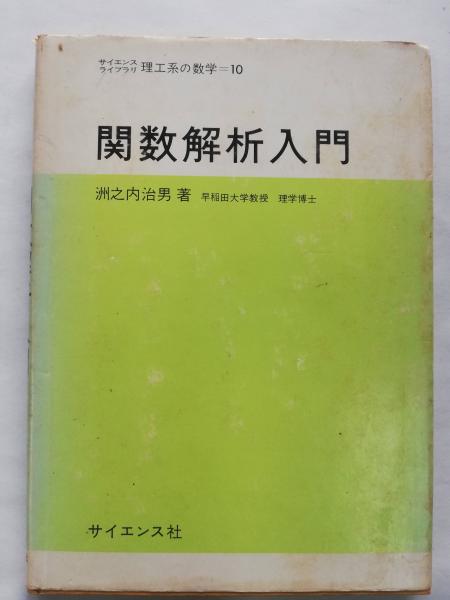 サイエンス
ライブラリ 理工系の数学=10
関数解析入門
洲之内治男 著 早稲田大学教授 理学博士
サイエンス社